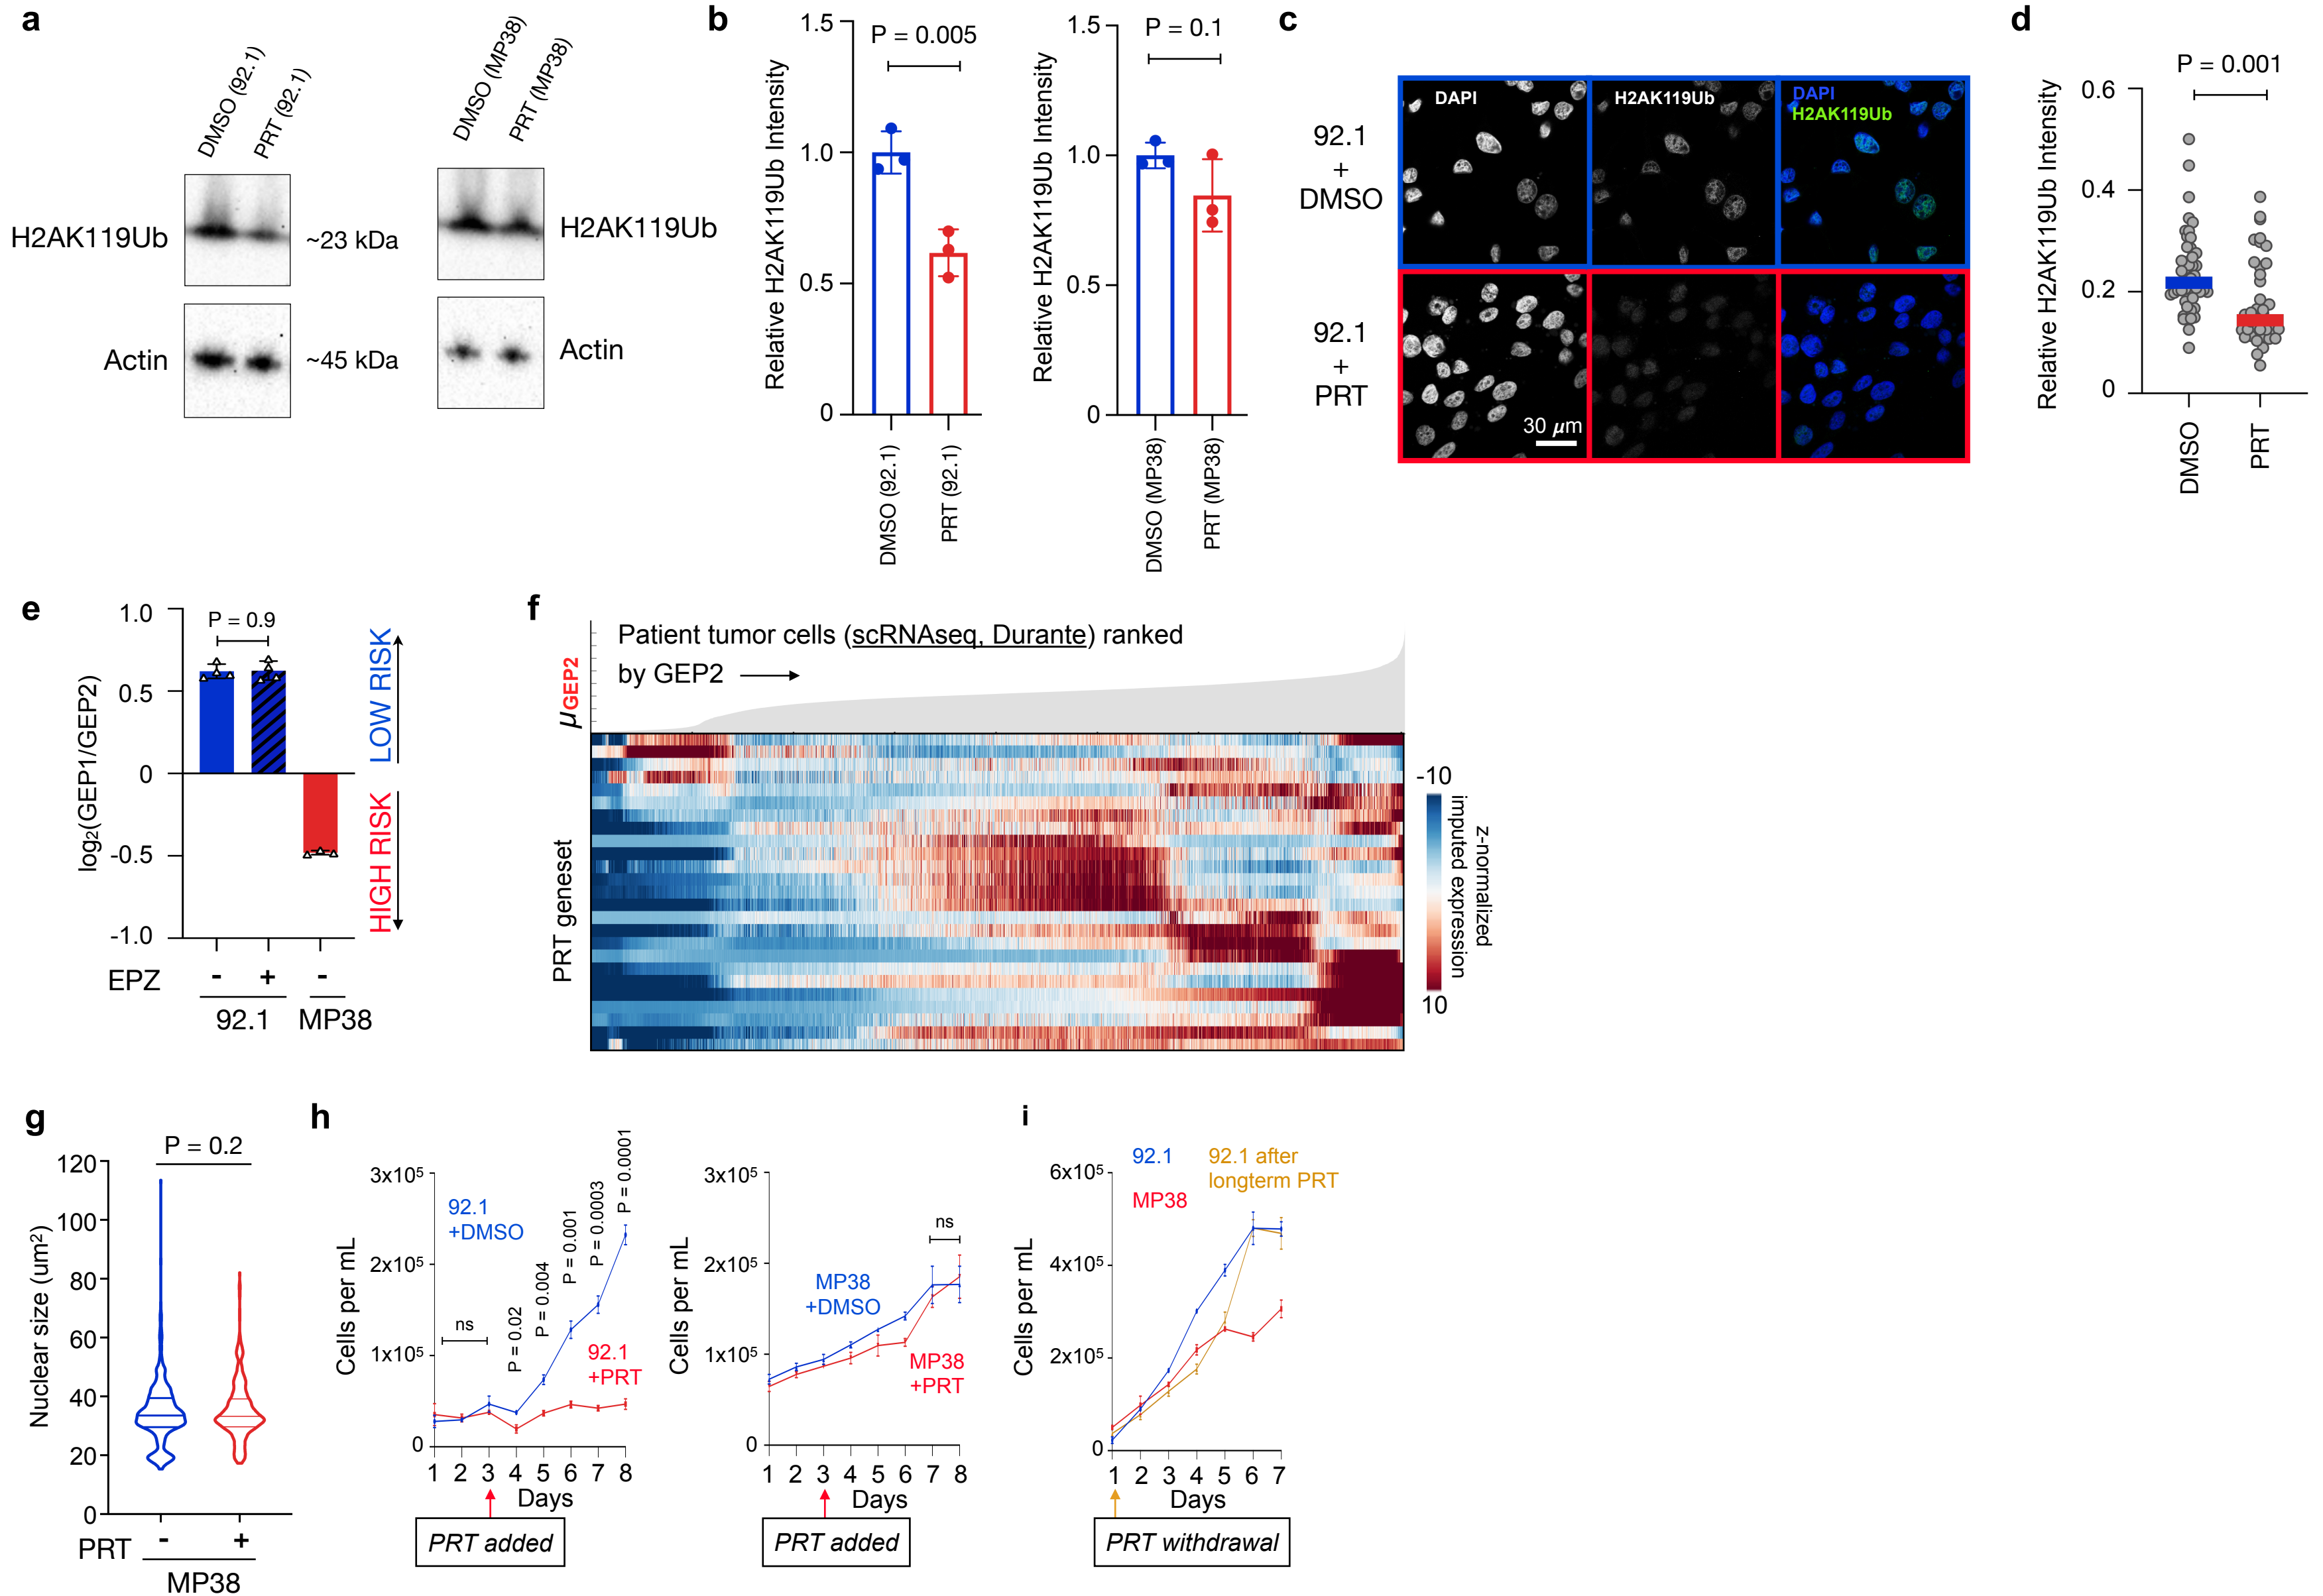 a
DMSO (92.1)
PRT (92.1)
DMSO (MP38)
PRT (MP38)
H2AK119Ub
~23 kDa
H2AK119Ub
Actin
~45 kDa
Actin
b
Relative H2AK119Ub Intensity
1.5
1.0
0.5
0
P = 0.005
DMSO (92.1)
PRT (92.1)
Relative H2AK119Ub Intensity
1.5
1.0
0.5
0
P = 0.1
DMSO (MP38)
PRT (MP38)
c
92.1
+
DMSO
DAPI
H2AK119Ub
DAPI
H2AK119Ub
92.1
+
PRT
30 µm
d
Relative H2AK119Ub Intensity
P = 0.001
0.6
0.4
0.2
0
DMSO
PRT
e
log2(GEP1/GEP2)
1.0
0.5
0
-0.5
-1.0
P = 0.9
LOW RISK
HIGH RISK
EPZ
- + -
92.1
MP38
f
µGEP2
Patient tumor cells (scRNAseq, Durante) ranked
by GEP2
PRT geneset
-10
z-normalized
imputed expression
10
g
Nuclear size (um2)
P = 0.2
120
100
80
60
40
20
0
PRT - +
MP38
h
Cells per mL
3x10⁵
2x10⁵
1x10⁵
0
92.1
+DMSO
ns
P = 0.02
P = 0.004
P = 0.001
P = 0.0003
P = 0.0001
92.1
+PRT
1 2 3 4 5 6 7 8
Days
PRT added
Cells per mL
3x10⁵
2x10⁵
1x10⁵
0
ns
MP38
+DMSO
MP38
+PRT
1 2 3 4 5 6 7 8
Days
PRT added
i
Cells per mL
6x10⁵
4x10⁵
2x10⁵
0
92.1
MP38
92.1 after
longterm PRT
1 2 3 4 5 6 7
Days
PRT withdrawal